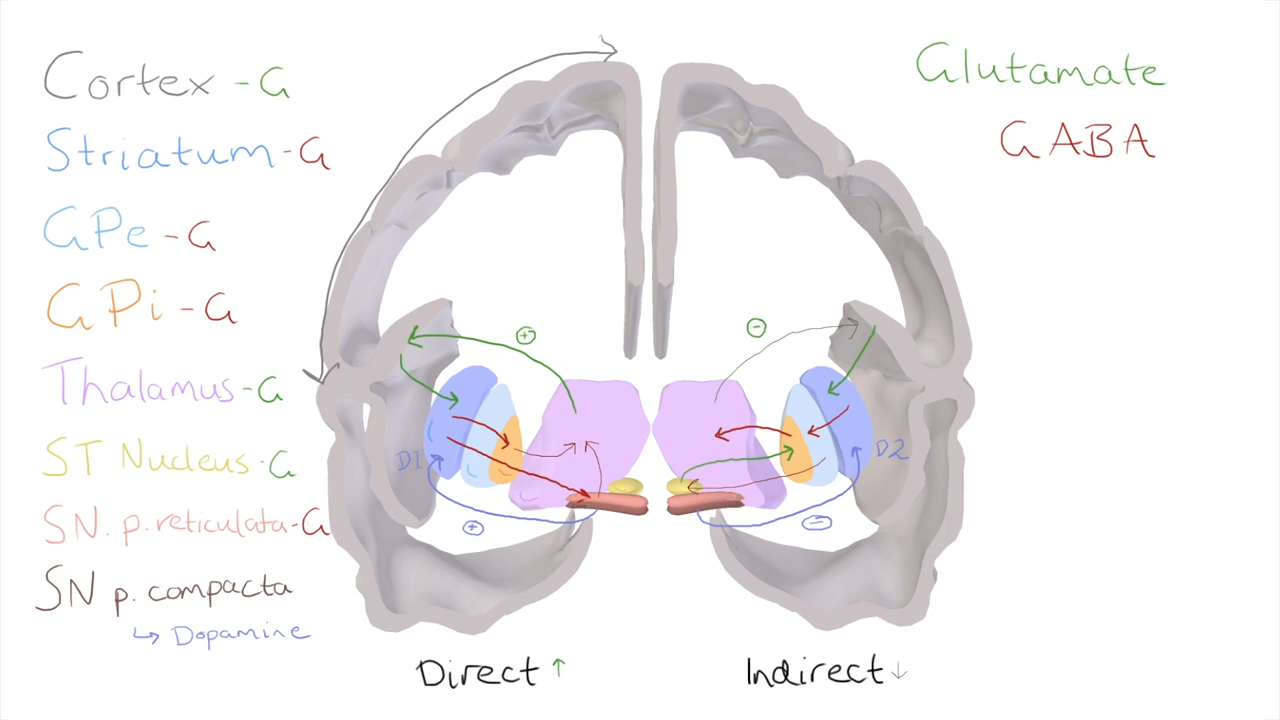 Cortex - G
Striatum - G
GPe - G
GPi - G
Thalamus - G
ST Nucleus - G
SN. p. reticulata - G
SN p. compacta
↳ Dopamine
Glutamate
GABA
+
-
D1
D2
+
-
Direct ↑
Indirect ↓